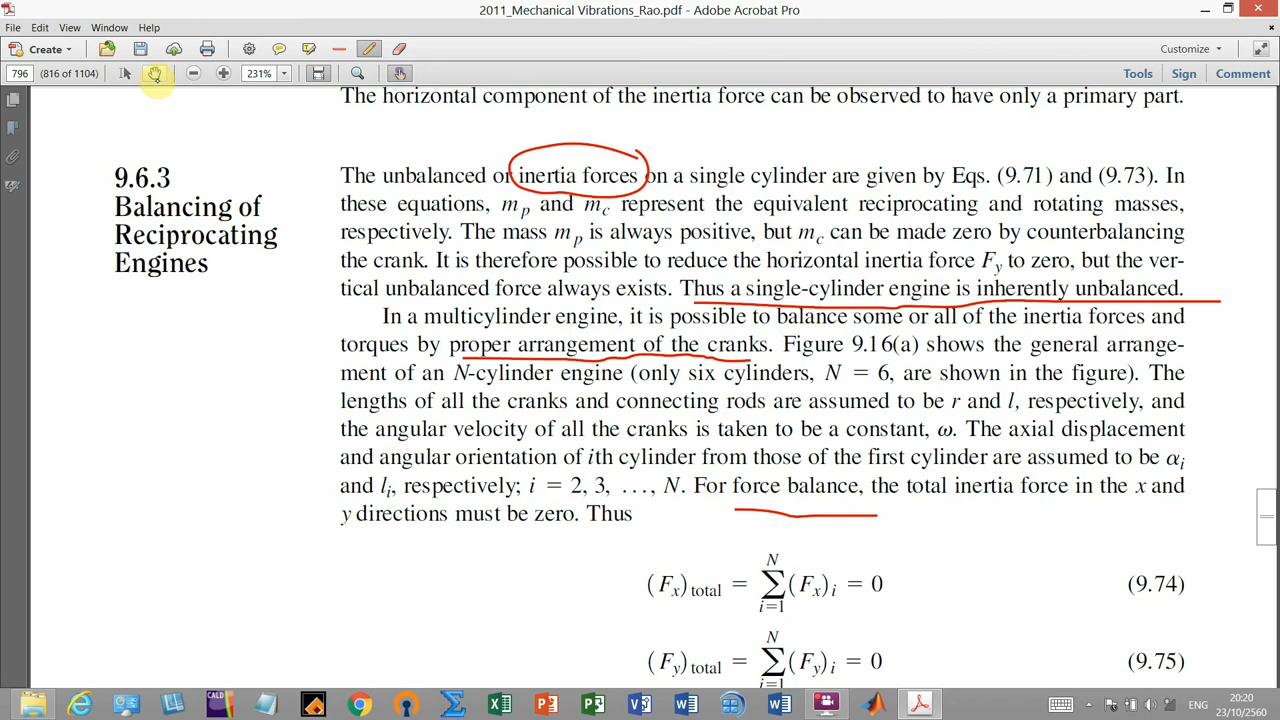 2011_Mechanical Vibrations_Rao.pdf - Adobe Acrobat Pro
File Edit View Window Help
Create Customize
796 (816 of 1104) 231% Tools Sign Comment
The horizontal component of the inertia force can be observed to have only a primary part.
9.6.3
Balancing of
Reciprocating
Engines
The unbalanced or inertia forces on a single cylinder are given by Eqs. (9.71) and (9.73). In
these equations, m_p and m_c represent the equivalent reciprocating and rotating masses,
respectively. The mass m_p is always positive, but m_c can be made zero by counterbalancing
the crank. It is therefore possible to reduce the horizontal inertia force F_y to zero, but the ver-
tical unbalanced force always exists. Thus a single-cylinder engine is inherently unbalanced.
In a multicylinder engine, it is possible to balance some or all of the inertia forces and
torques by proper arrangement of the cranks. Figure 9.16(a) shows the general arrange-
ment of an N-cylinder engine (only six cylinders, N = 6, are shown in the figure). The
lengths of all the cranks and connecting rods are assumed to be r and l, respectively, and
the angular velocity of all the cranks is taken to be a constant, ω. The axial displacement
and angular orientation of ith cylinder from those of the first cylinder are assumed to be α_i
and l_i, respectively; i = 2, 3, …, N. For force balance, the total inertia force in the x and
y directions must be zero. Thus
(F_x)_total = ∑_{i=1}^{N} (F_x)_i = 0 (9.74)
(F_y)_total = ∑_{i=1}^{N} (F_y)_i = 0 (9.75)
CALD
ENG
20:20
23/10/2560